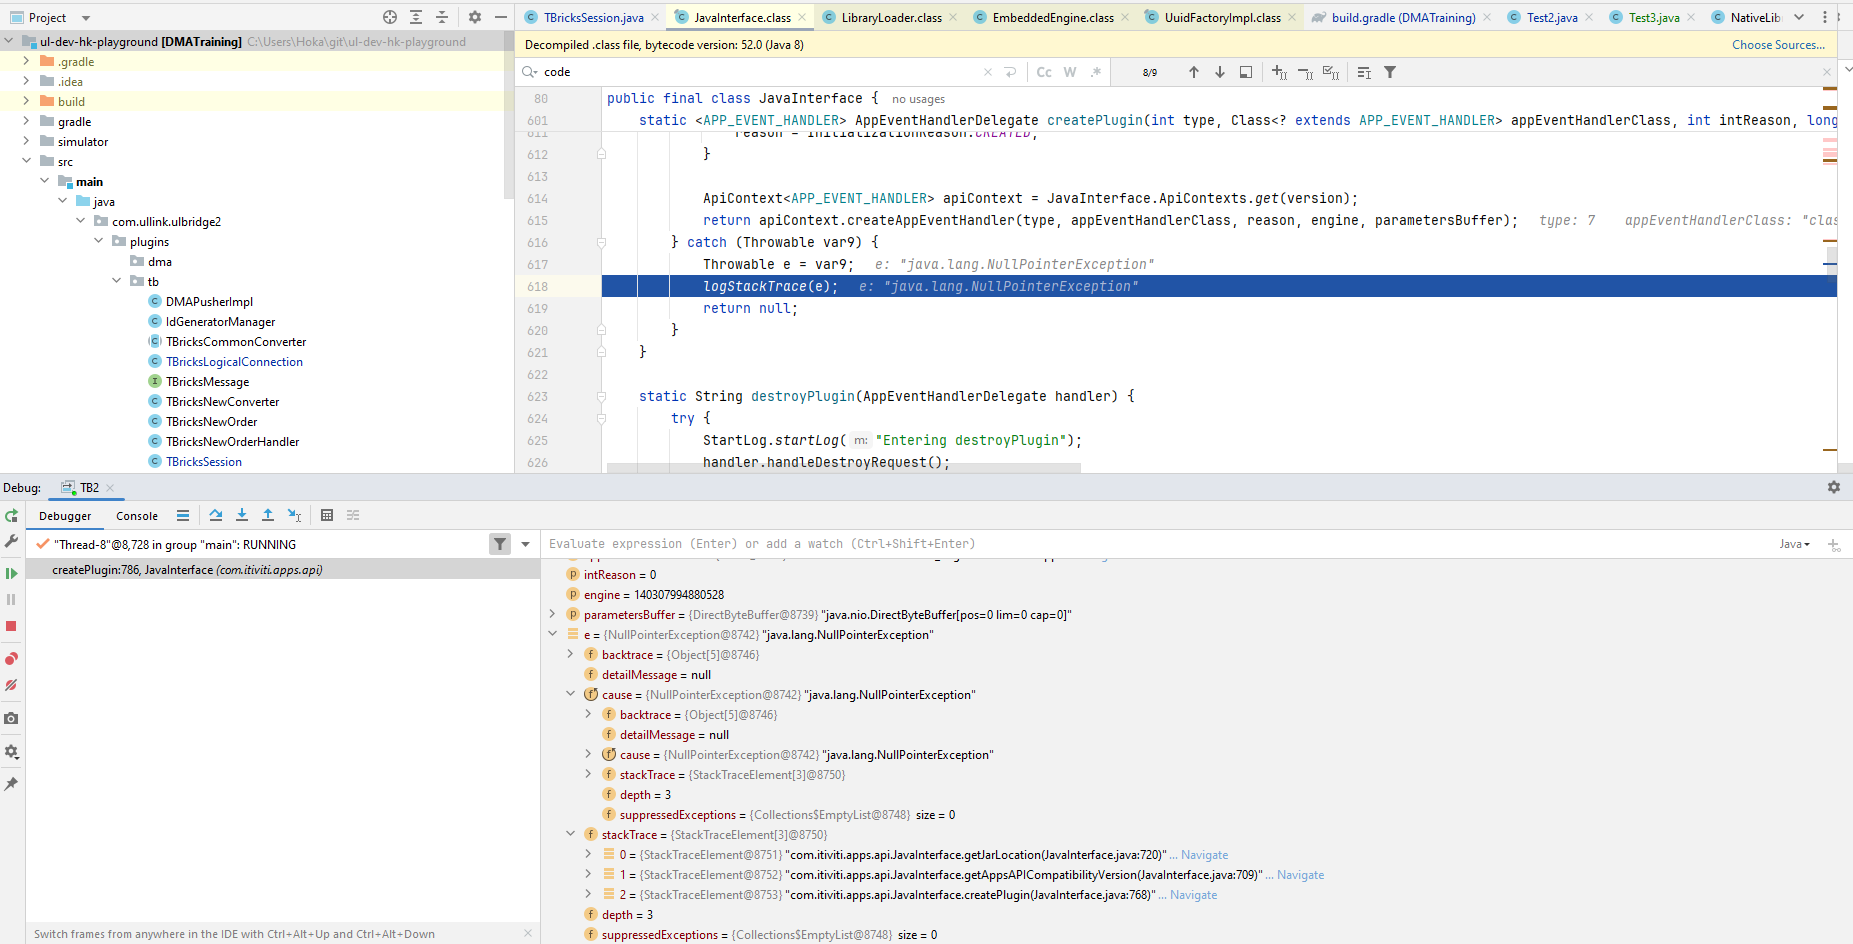 Project
TBricksSession.java
JavaInterface.class
LibraryLoader.class
EmbeddedEngine.class
UuidFactoryImpl.class
build.gradle (DMATraining)
Test2.java
Test3.java
NativeLib
ul-dev-hk-playground [DMATraining] C:\Users\Hoka\git\ul-dev-hk-playground
Decompiled .class file, bytecode version: 52.0 (Java 8)
Choose Sources...
.gradle
.idea
build
gradle
simulator
src
main
java
com.ullink.ulbridge2
plugins
dma
tb
DMAPusherImpl
IdGeneratorManager
TBricksCommonConverter
TBricksLogicalConnection
TBricksMessage
TBricksNewConverter
TBricksNewOrder
TBricksNewOrderHandler
TBricksSession
code
Cc W .*
8/9
80 public final class JavaInterface { no usages
601 static <APP_EVENT_HANDLER> AppEventHandlerDelegate createPlugin(int type, Class<? extends APP_EVENT_HANDLER> appEventHandlerClass, int intReason, long
611 reason = InitializationReason.CREATED;
612 }
613
614 ApiContext<APP_EVENT_HANDLER> apiContext = JavaInterface.ApiContexts.get(version);
615 return apiContext.createAppEventHandler(type, appEventHandlerClass, reason, engine, parametersBuffer); type: 7 appEventHandlerClass: "clas
616 } catch (Throwable var9) {
617 Throwable e = var9; e: "java.lang.NullPointerException"
618 logStackTrace(e); e: "java.lang.NullPointerException"
619 return null;
620 }
621 }
622
623 static String destroyPlugin(AppEventHandlerDelegate handler) {
624 try {
625 StartLog.startLog( m: "Entering destroyPlugin");
626 handler.handleDestroyRequest();
Debug: TB2
Debugger Console
"Thread-8"@8,728 in group "main": RUNNING
createPlugin:786, JavaInterface (com.itiviti.apps.api)
Switch frames from anywhere in the IDE with Ctrl+Alt+Up and Ctrl+Alt+Down
Evaluate expression (Enter) or add a watch (Ctrl+Shift+Enter)
Java
intReason = 0
engine = 140307994880528
parametersBuffer = {DirectByteBuffer@8739} "java.nio.DirectByteBuffer[pos=0 lim=0 cap=0]"
e = {NullPointerException@8742} "java.lang.NullPointerException"
backtrace = {Object[5]@8746}
detailMessage = null
cause = {NullPointerException@8742} "java.lang.NullPointerException"
backtrace = {Object[5]@8746}
detailMessage = null
cause = {NullPointerException@8742} "java.lang.NullPointerException"
stackTrace = {StackTraceElement[3]@8750}
depth = 3
suppressedExceptions = {Collections$EmptyList@8748} size = 0
stackTrace = {StackTraceElement[3]@8750}
0 = {StackTraceElement@8751} "com.itiviti.apps.api.JavaInterface.getJarLocation(JavaInterface.java:720)" ... Navigate
1 = {StackTraceElement@8752} "com.itiviti.apps.api.JavaInterface.getAppsAPICompatibilityVersion(JavaInterface.java:709)" ... Navigate
2 = {StackTraceElement@8753} "com.itiviti.apps.api.JavaInterface.createPlugin(JavaInterface.java:768)" ... Navigate
depth = 3
suppressedExceptions = {Collections$EmptyList@8748} size = 0